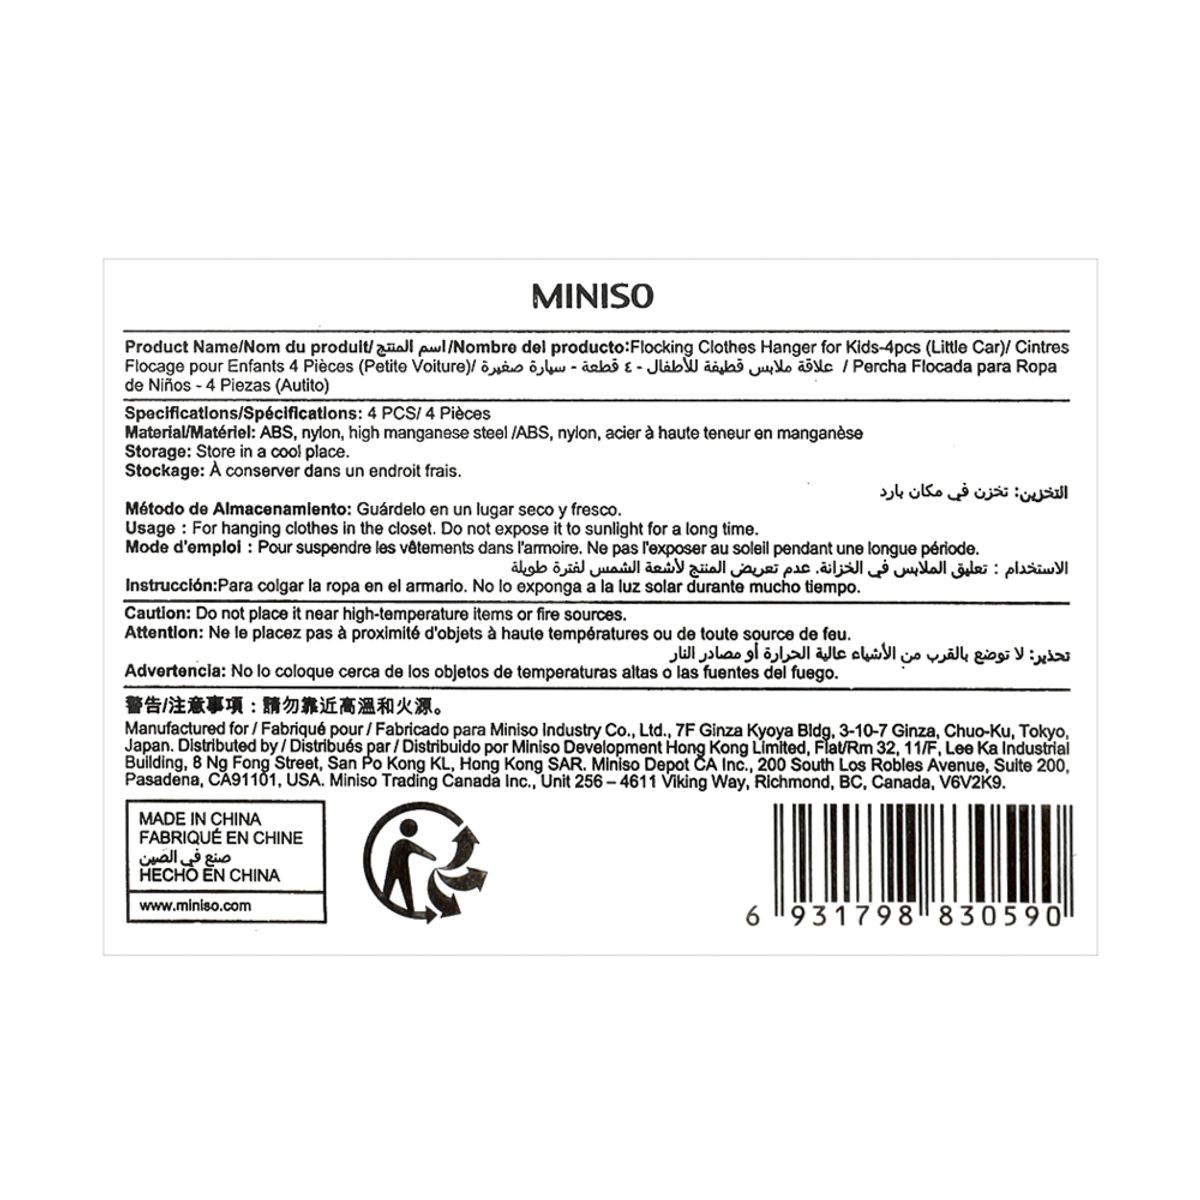 MINISO
Product Name/Nom du produit/اسم المنتج/Nombre del producto:Flocking Clothes Hanger for Kids-4pcs (Little Car)/ Cintres
Flocage pour Enfants 4 Pièces (Petite Voiture)/ علاقة ملابس قطيفة للأطفال - ٤ قطعة - سيارة صغيرة / Percha Flocada para Ropa
de Niños - 4 Piezas (Autito)
Specifications/Spécifications: 4 PCS/ 4 Pièces
Material/Matériel: ABS, nylon, high manganese steel /ABS, nylon, acier à haute teneur en manganèse
Storage: Store in a cool place.
Stockage: À conserver dans un endroit frais.
التخزين: تخزن في مكان بارد
Método de Almacenamiento: Guárdelo en un lugar seco y fresco.
Usage : For hanging clothes in the closet. Do not expose it to sunlight for a long time.
Mode d'emploi : Pour suspendre les vêtements dans l'armoire. Ne pas l'exposer au soleil pendant une longue période.
الاستخدام : تعليق الملابس في الخزانة. عدم تعريض المنتج لأشعة الشمس لفترة طويلة
Instrucción:Para colgar la ropa en el armario. No lo exponga a la luz solar durante mucho tiempo.
Caution: Do not place it near high-temperature items or fire sources.
Attention: Ne le placez pas à proximité d'objets à haute températures ou de toute source de feu.
تحذير: لا توضع بالقرب من الأشياء عالية الحرارة أو مصادر النار
Advertencia: No lo coloque cerca de los objetos de temperaturas altas o las fuentes del fuego.
警告/注意事項：請勿靠近高溫和火源。
Manufactured for / Fabriqué pour / Fabricado para Miniso Industry Co., Ltd., 7F Ginza Kyoya Bldg, 3-10-7 Ginza, Chuo-Ku, Tokyo,
Japan. Distributed by / Distribués par / Distribuido por Miniso Development Hong Kong Limited, Flat/Rm 32, 11/F, Lee Ka Industrial
Building, 8 Ng Fong Street, San Po Kong KL, Hong Kong SAR. Miniso Depot CA Inc., 200 South Los Robles Avenue, Suite 200,
Pasadena, CA91101, USA. Miniso Trading Canada Inc., Unit 256 – 4611 Viking Way, Richmond, BC, Canada, V6V2K9.
MADE IN CHINA
FABRIQUÉ EN CHINE
صنع في الصين
HECHO EN CHINA
www.miniso.com
6 931798 830590